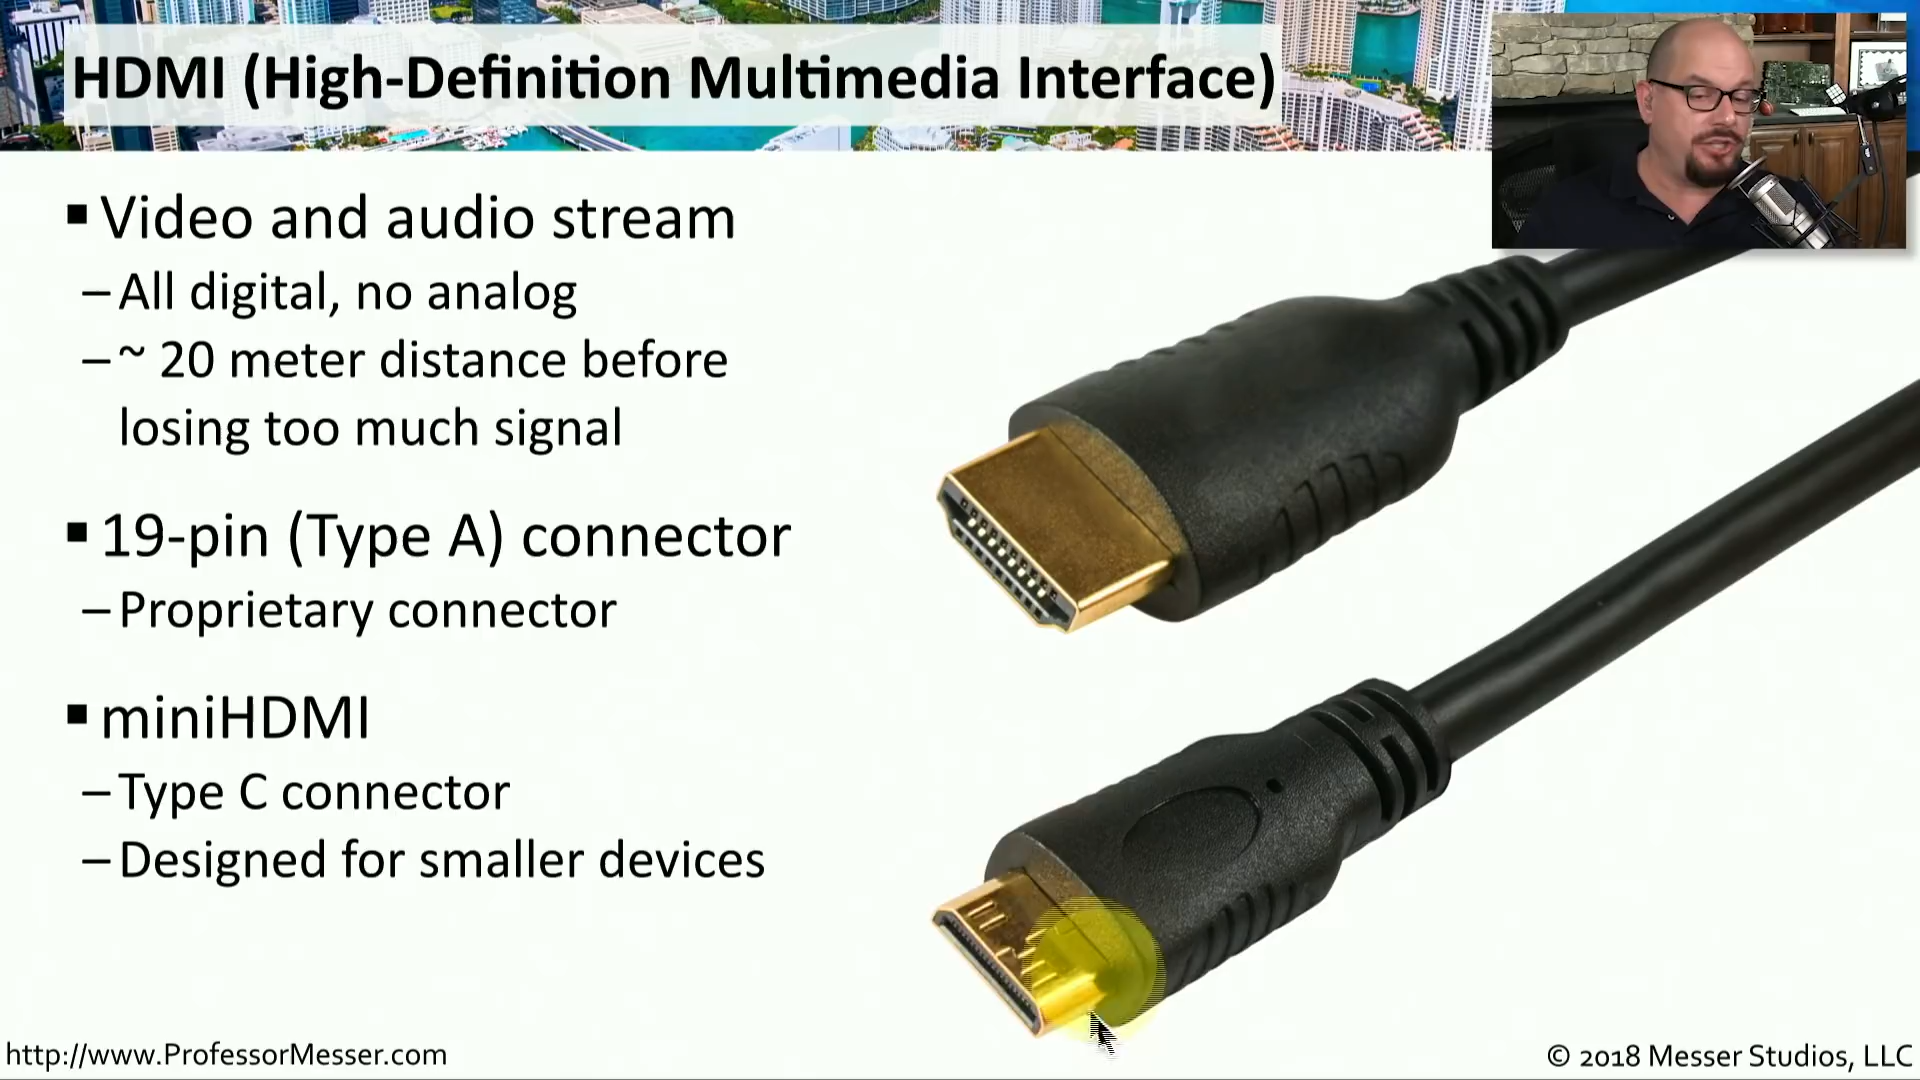 HDMI (High-Definition Multimedia Interface)
▪ Video and audio stream
– All digital, no analog
– ~ 20 meter distance before
losing too much signal
▪ 19-pin (Type A) connector
– Proprietary connector
▪ miniHDMI
– Type C connector
– Designed for smaller devices
http://www.ProfessorMesser.com
© 2018 Messer Studios, LLC